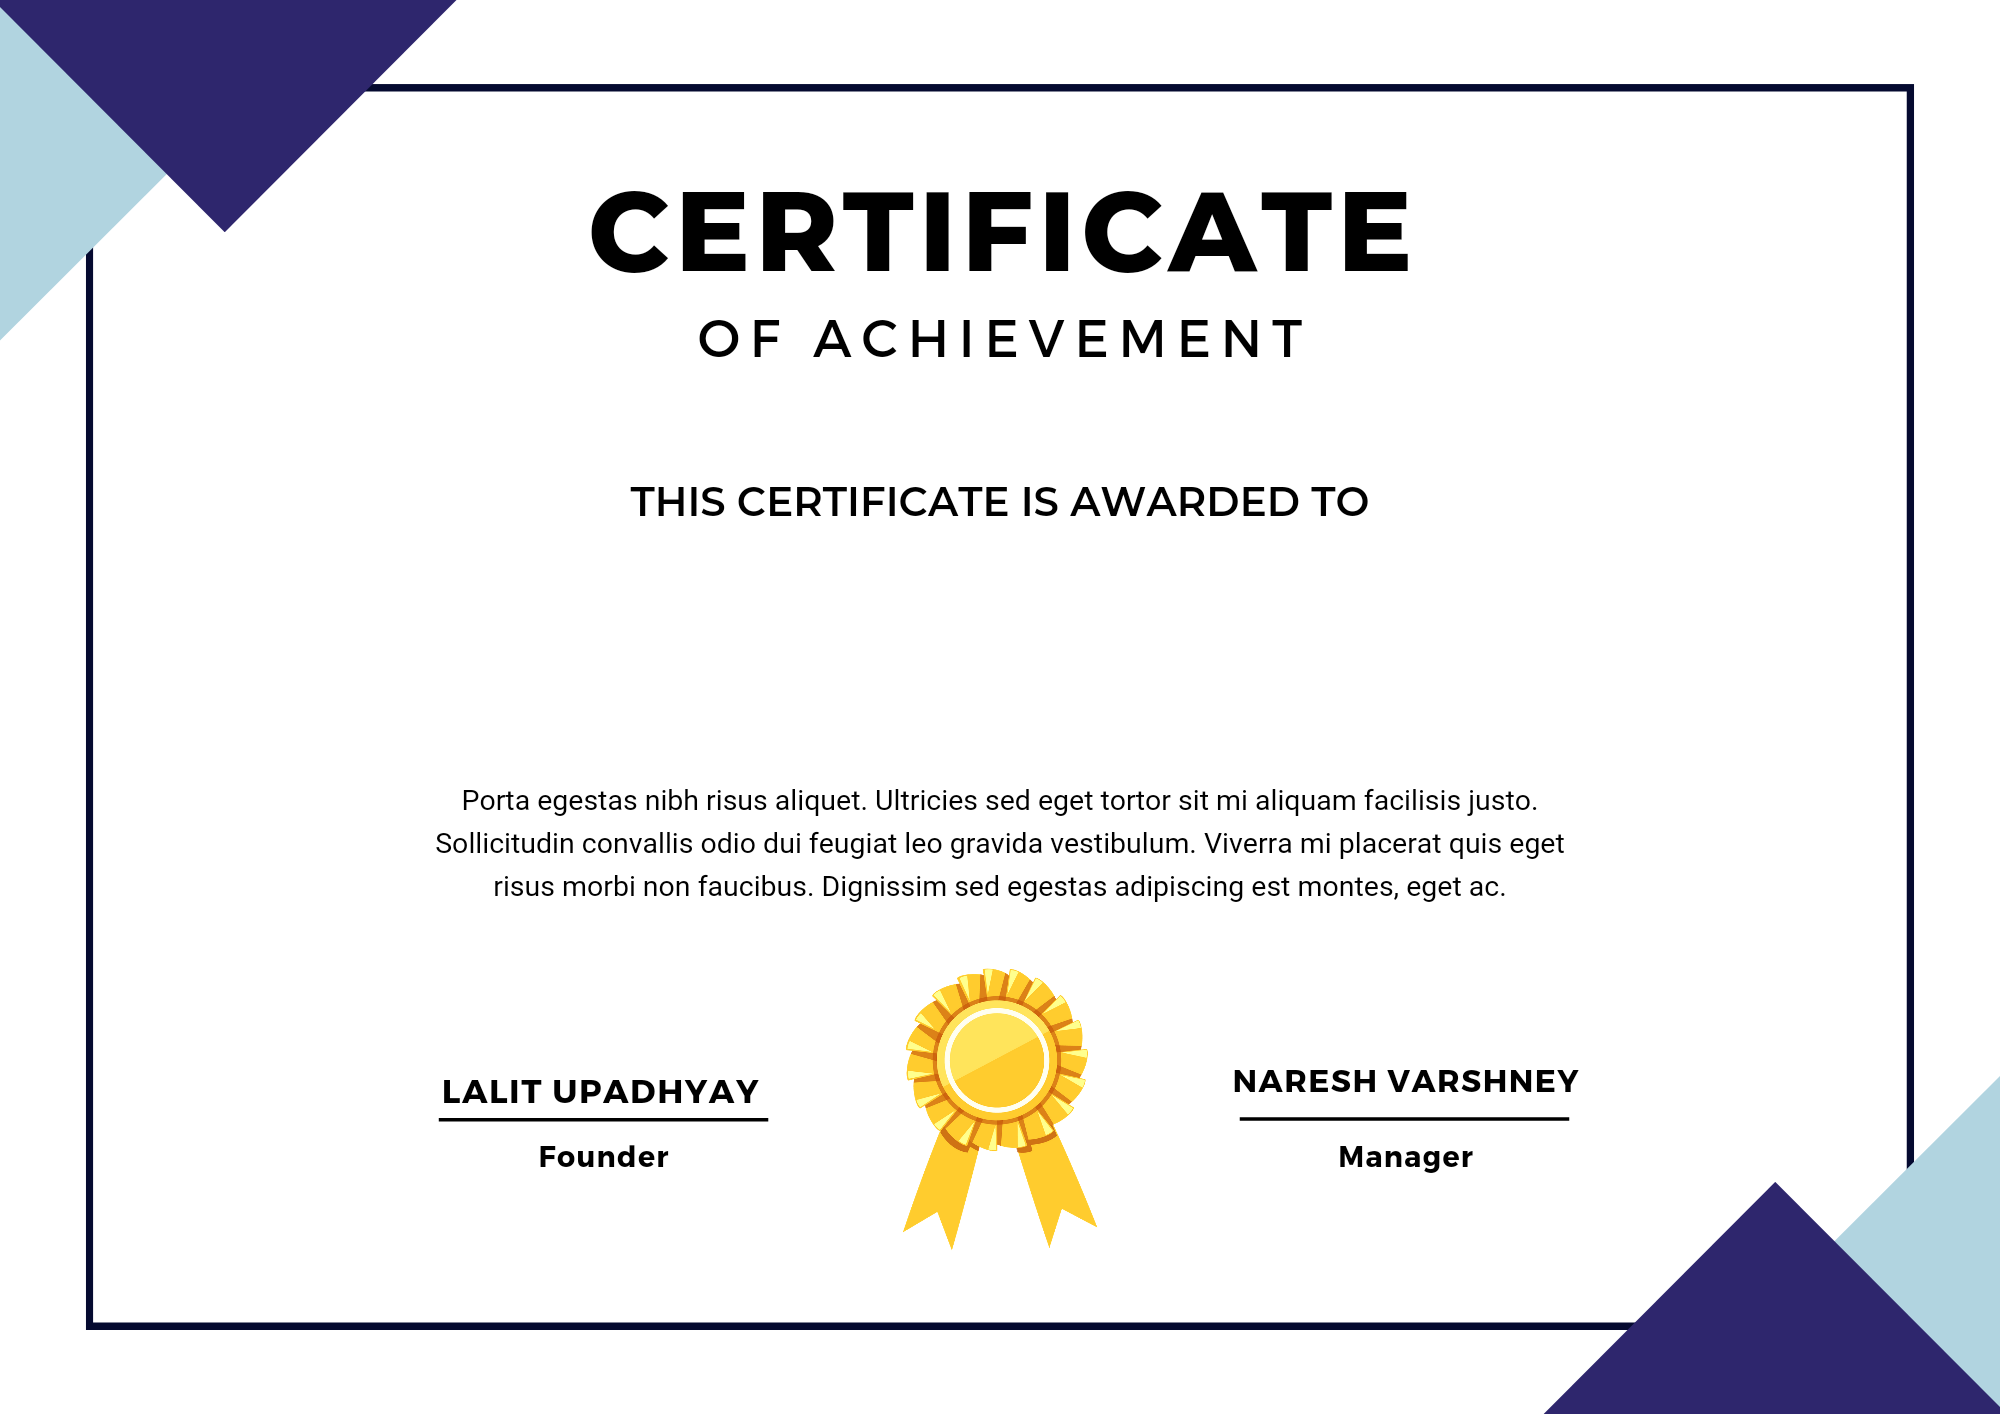 CERTIFICATE
OF ACHIEVEMENT
THIS CERTIFICATE IS AWARDED TO
Porta egestas nibh risus aliquet. Ultricies sed eget tortor sit mi aliquam facilisis justo.
Sollicitudin convallis odio dui feugiat leo gravida vestibulum. Viverra mi placerat quis eget
risus morbi non faucibus. Dignissim sed egestas adipiscing est montes, eget ac.
LALIT UPADHYAY
Founder
NARESH VARSHNEY
Manager